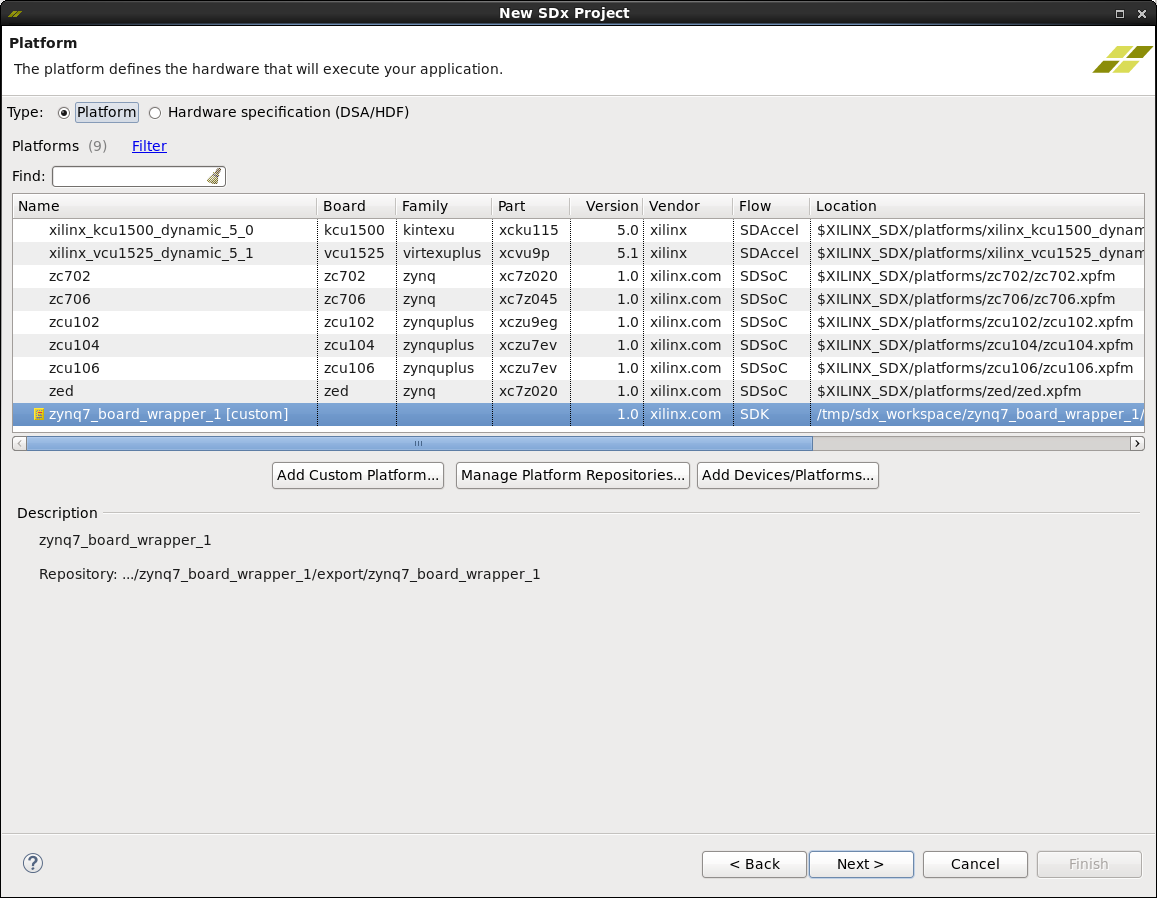 New SDx Project
Platform
The platform defines the hardware that will execute your application.
Type: Platform Hardware specification (DSA/HDF)
Platforms (9) Filter
Find:
Name Board Family Part Version Vendor Flow Location
xilinx_kcu1500_dynamic_5_0 kcu1500 kintexu xcku115 5.0 xilinx SDAccel $XILINX_SDX/platforms/xilinx_kcu1500_dynam
xilinx_vcu1525_dynamic_5_1 vcu1525 virtexuplus xcvu9p 5.1 xilinx SDAccel $XILINX_SDX/platforms/xilinx_vcu1525_dynam
zc702 zc702 zynq xc7z020 1.0 xilinx.com SDSoC $XILINX_SDX/platforms/zc702/zc702.xpfm
zc706 zc706 zynq xc7z045 1.0 xilinx.com SDSoC $XILINX_SDX/platforms/zc706/zc706.xpfm
zcu102 zcu102 zynquplus xczu9eg 1.0 xilinx.com SDSoC $XILINX_SDX/platforms/zcu102/zcu102.xpfm
zcu104 zcu104 zynquplus xczu7ev 1.0 xilinx.com SDSoC $XILINX_SDX/platforms/zcu104/zcu104.xpfm
zcu106 zcu106 zynquplus xczu7ev 1.0 xilinx.com SDSoC $XILINX_SDX/platforms/zcu106/zcu106.xpfm
zed zed zynq xc7z020 1.0 xilinx.com SDSoC $XILINX_SDX/platforms/zed/zed.xpfm
zynq7_board_wrapper_1 [custom] 1.0 xilinx.com SDK /tmp/sdx_workspace/zynq7_board_wrapper_1/
Add Custom Platform... Manage Platform Repositories... Add Devices/Platforms...
Description
zynq7_board_wrapper_1
Repository: .../zynq7_board_wrapper_1/export/zynq7_board_wrapper_1
? < Back Next > Cancel Finish